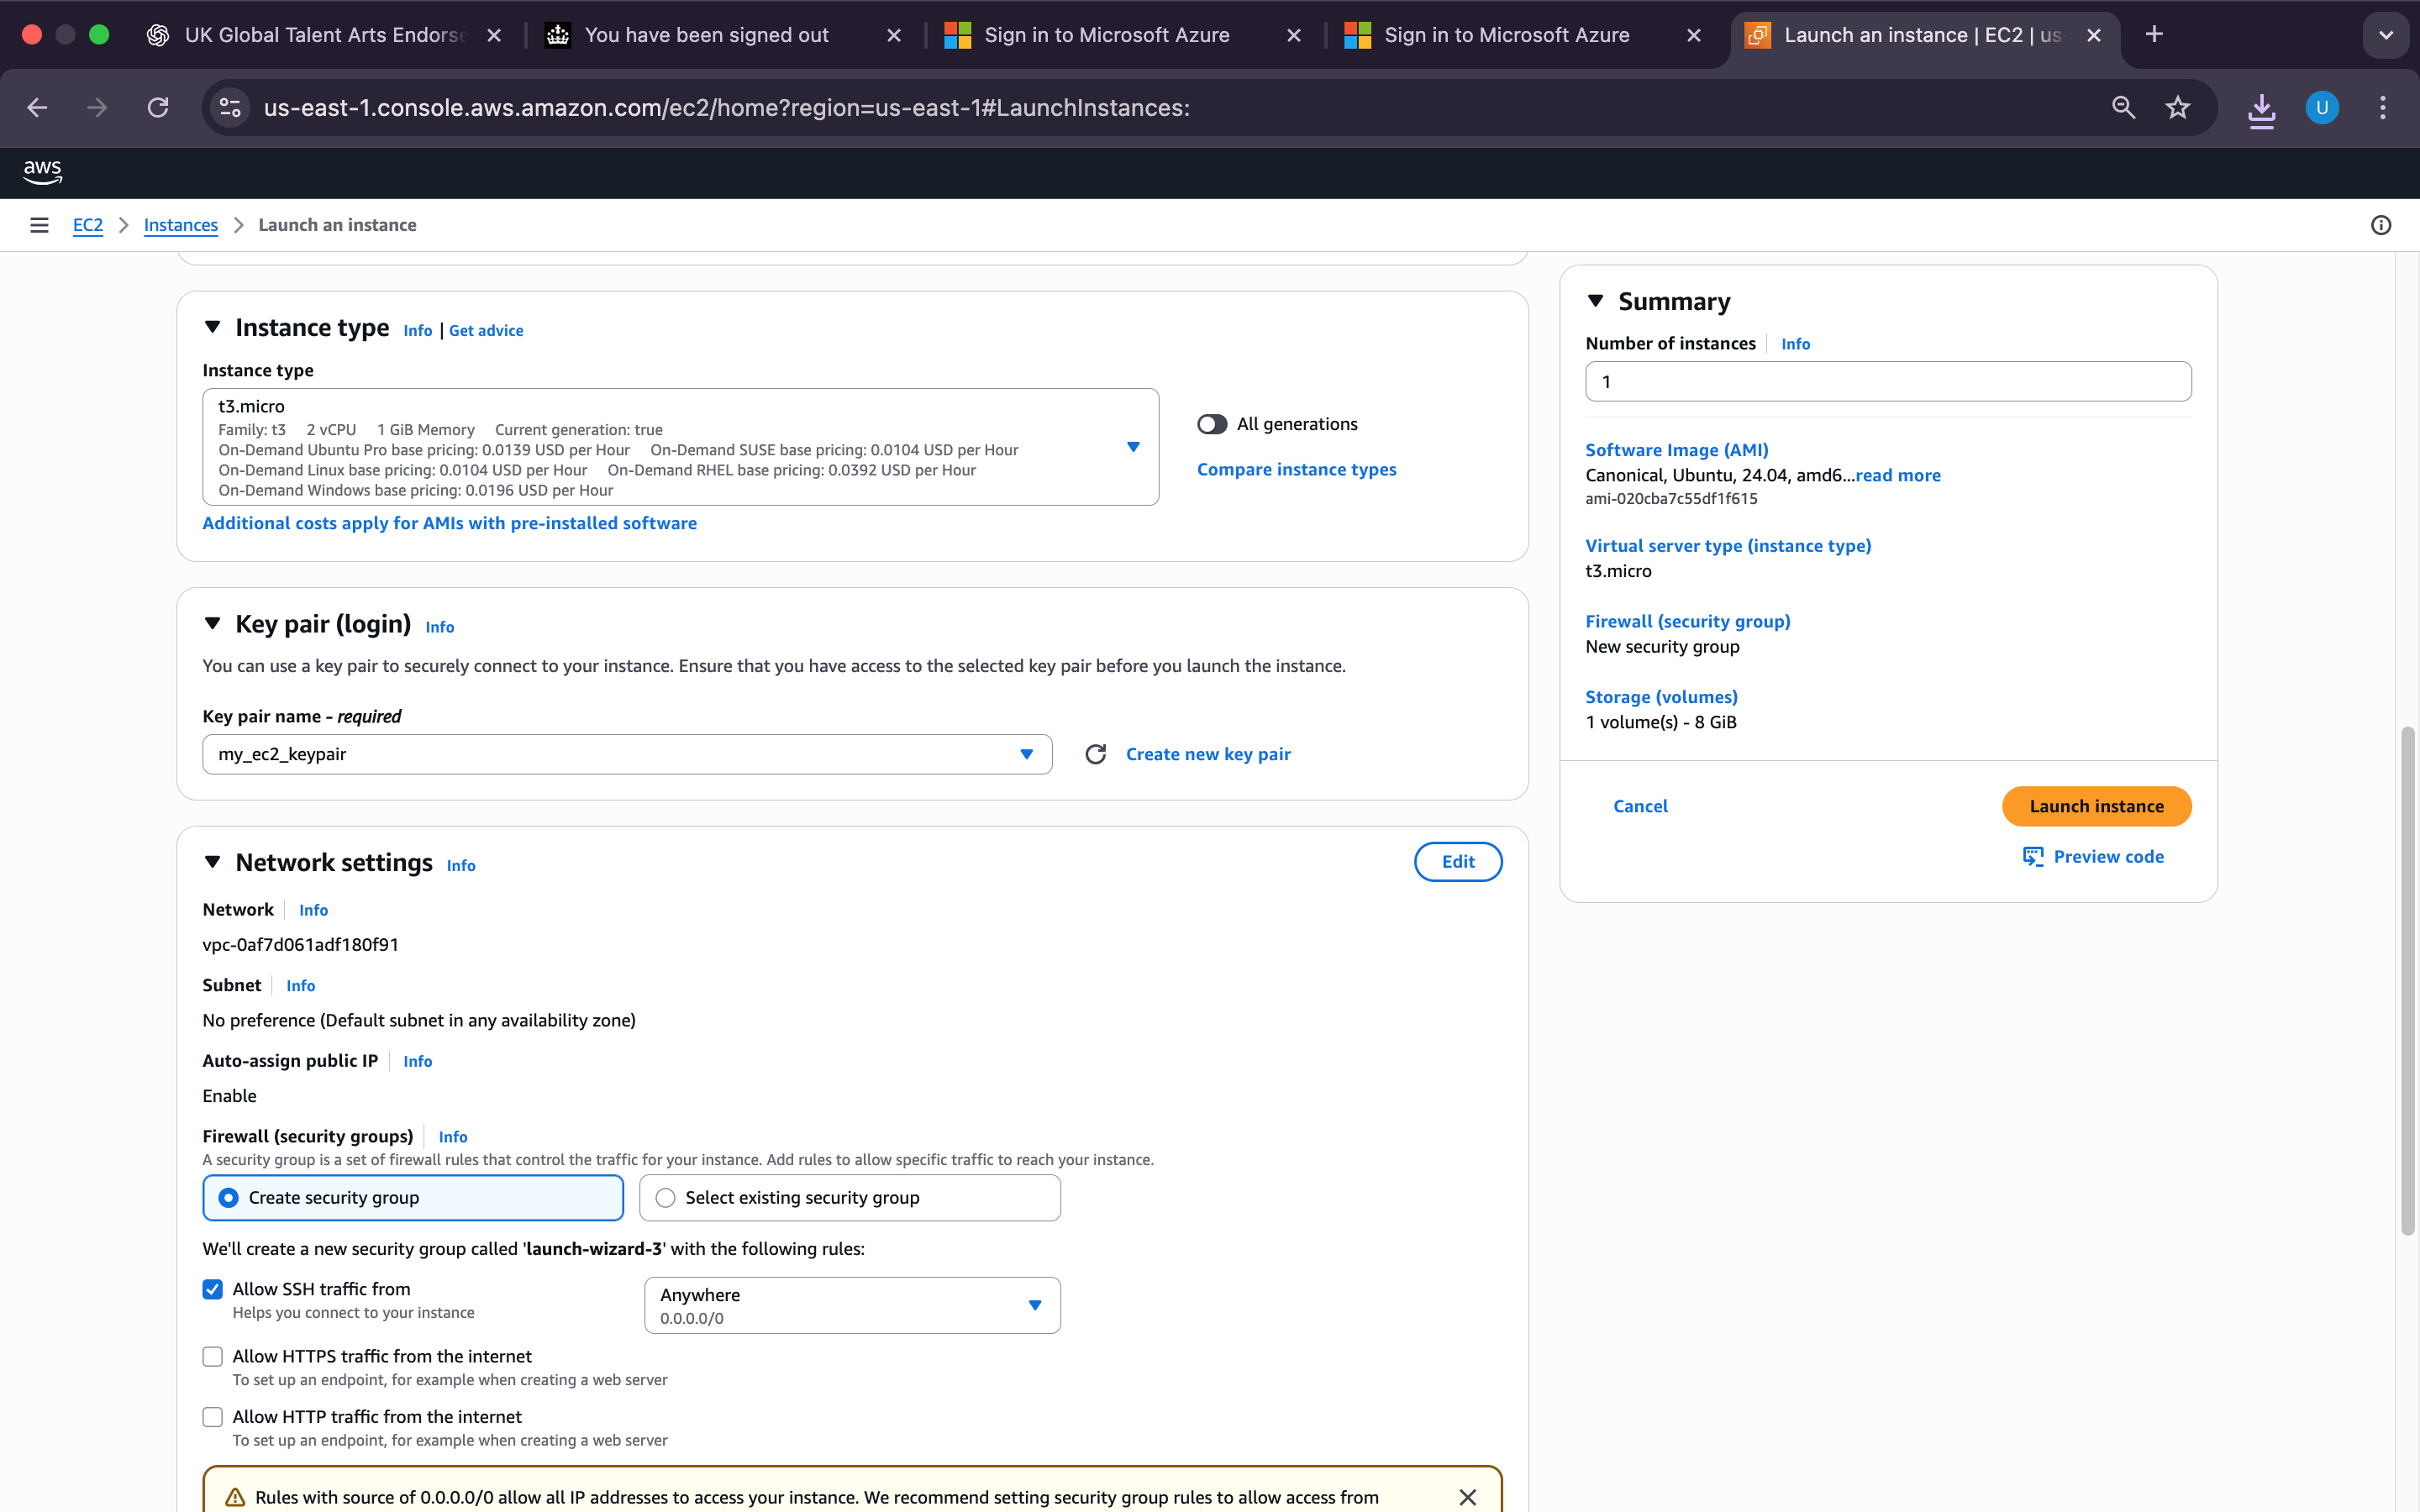 UK Global Talent Arts Endorse
You have been signed out
Sign in to Microsoft Azure
Sign in to Microsoft Azure
Launch an instance | EC2 | us
us-east-1.console.aws.amazon.com/ec2/home?region=us-east-1#LaunchInstances:
U
aws
EC2 > Instances > Launch an instance
Instance type Info | Get advice
Instance type
t3.micro
Family: t3 2 vCPU 1 GiB Memory Current generation: true
On-Demand Ubuntu Pro base pricing: 0.0139 USD per Hour On-Demand SUSE base pricing: 0.0104 USD per Hour
On-Demand Linux base pricing: 0.0104 USD per Hour On-Demand RHEL base pricing: 0.0392 USD per Hour
On-Demand Windows base pricing: 0.0196 USD per Hour
All generations
Compare instance types
Additional costs apply for AMIs with pre-installed software
Key pair (login) Info
You can use a key pair to securely connect to your instance. Ensure that you have access to the selected key pair before you launch the instance.
Key pair name - required
my_ec2_keypair
Create new key pair
Network settings Info
Edit
Network Info
vpc-0af7d061adf180f91
Subnet Info
No preference (Default subnet in any availability zone)
Auto-assign public IP Info
Enable
Firewall (security groups) Info
A security group is a set of firewall rules that control the traffic for your instance. Add rules to allow specific traffic to reach your instance.
Create security group
Select existing security group
We'll create a new security group called 'launch-wizard-3' with the following rules:
Allow SSH traffic from
Helps you connect to your instance
Anywhere
0.0.0.0/0
Allow HTTPS traffic from the internet
To set up an endpoint, for example when creating a web server
Allow HTTP traffic from the internet
To set up an endpoint, for example when creating a web server
Rules with source of 0.0.0.0/0 allow all IP addresses to access your instance. We recommend setting security group rules to allow access from
Summary
Number of instances Info
1
Software Image (AMI)
Canonical, Ubuntu, 24.04, amd6...read more
ami-020cba7c55df1f615
Virtual server type (instance type)
t3.micro
Firewall (security group)
New security group
Storage (volumes)
1 volume(s) - 8 GiB
Cancel
Launch instance
Preview code